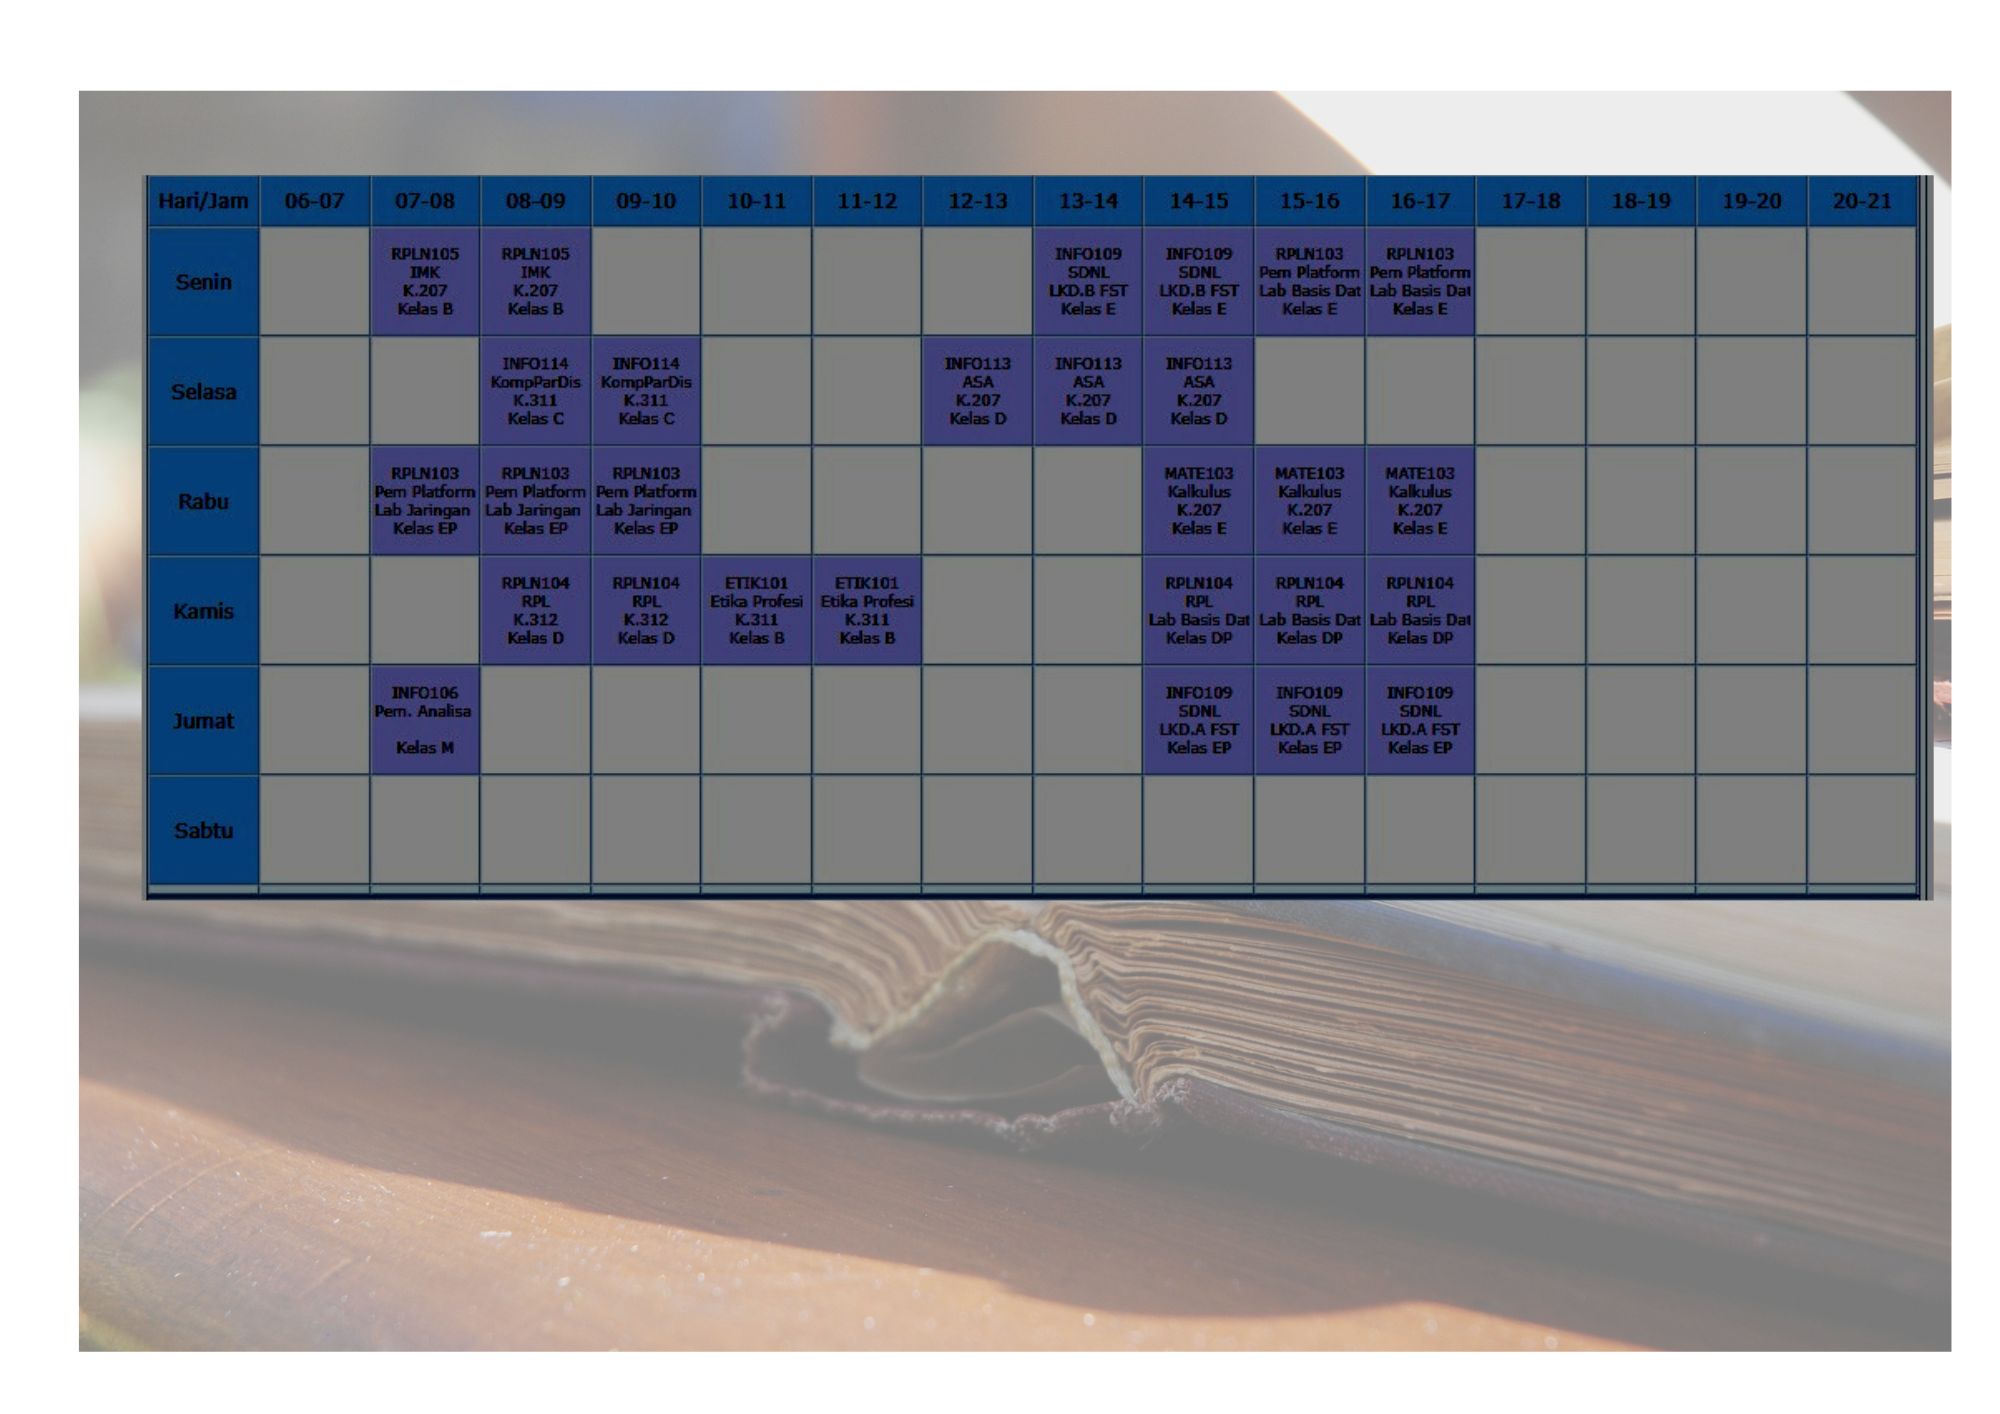 Hari/Jam 06-07 07-08 08-09 09-10 10-11 11-12 12-13 13-14 14-15 15-16 16-17 17-18 18-19 19-20 20-21
Senin
RPLN105 RPLN105 INFO109 INFO109 RPLN103 RPLN103
IMK IMK SDNL SDNL Pem Platform Pem Platform
K.207 K.207 LKD.B FST LKD.B FST Lab Basis Dat Lab Basis Dat
Kelas B Kelas B Kelas E Kelas E Kelas E Kelas E
Selasa
INFO114 INFO114 INFO113 INFO113 INFO113
KompParDis KompParDis ASA ASA ASA
K.311 K.311 K.207 K.207 K.207
Kelas C Kelas C Kelas D Kelas D Kelas D
Rabu
RPLN103 RPLN103 RPLN103 MATE103 MATE103 MATE103
Pem Platform Pem Platform Pem Platform Kalkulus Kalkulus Kalkulus
Lab Jaringan Lab Jaringan Lab Jaringan K.207 K.207 K.207
Kelas EP Kelas EP Kelas EP Kelas E Kelas E Kelas E
Kamis
RPLN104 RPLN104 ETIK101 ETIK101 RPLN104 RPLN104 RPLN104
RPL RPL Etika Profesi Etika Profesi RPL RPL RPL
K.312 K.312 K.311 K.311 Lab Basis Dat Lab Basis Dat Lab Basis Dat
Kelas D Kelas D Kelas B Kelas B Kelas DP Kelas DP Kelas DP
Jumat
INFO106 INFO109 INFO109 INFO109
Pem. Analisa SDNL SDNL SDNL
LKD.A FST LKD.A FST LKD.A FST
Kelas M Kelas EP Kelas EP Kelas EP
Sabtu